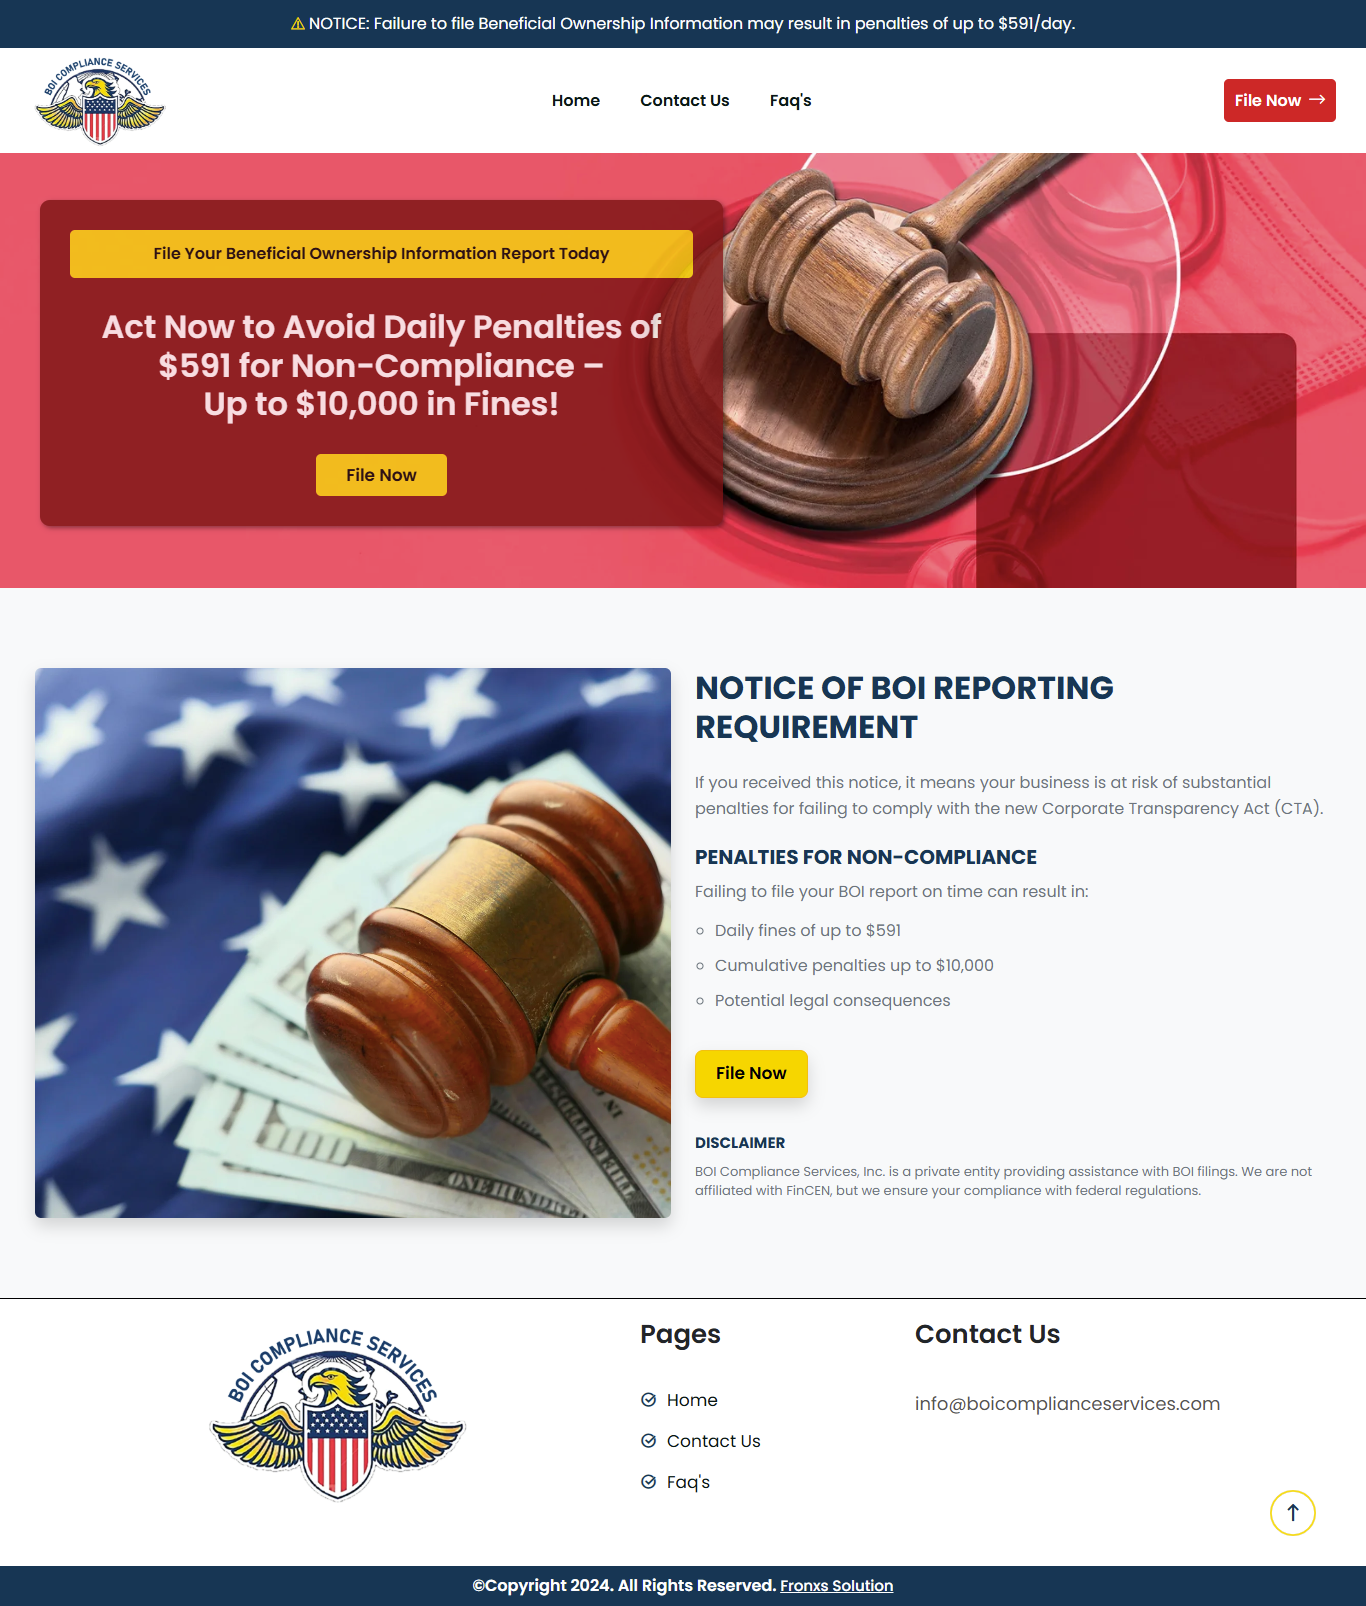 ⚠ NOTICE: Failure to file Beneficial Ownership Information may result in penalties of up to $591/day.
BOI COMPLIANCE SERVICES
Home
Contact Us
Faq's
File Now →
File Your Beneficial Ownership Information Report Today
Act Now to Avoid Daily Penalties of
$591 for Non-Compliance –
Up to $10,000 in Fines!
File Now
NOTICE OF BOI REPORTING
REQUIREMENT
If you received this notice, it means your business is at risk of substantial
penalties for failing to comply with the new Corporate Transparency Act (CTA).
PENALTIES FOR NON-COMPLIANCE
Failing to file your BOI report on time can result in:
Daily fines of up to $591
Cumulative penalties up to $10,000
Potential legal consequences
File Now
DISCLAIMER
BOI Compliance Services, Inc. is a private entity providing assistance with BOI filings. We are not
affiliated with FinCEN, but we ensure your compliance with federal regulations.
BOI COMPLIANCE SERVICES
Pages
Home
Contact Us
Faq's
Contact Us
info@boicomplianceservices.com
©Copyright 2024. All Rights Reserved. Fronxs Solution